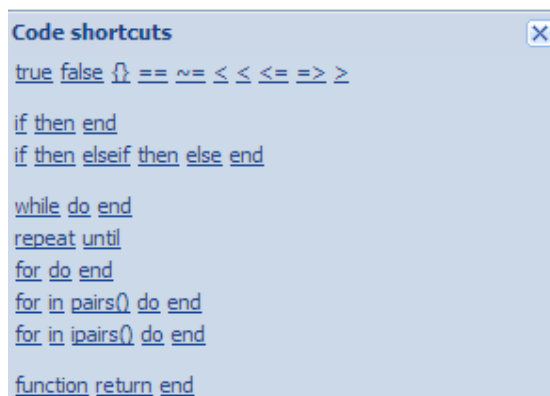 Code shortcuts
true false {} == ~= < < <= => >
if then end
if then elseif then else end
while do end
repeat until
for do end
for in pairs() do end
for in ipairs() do end
function return end